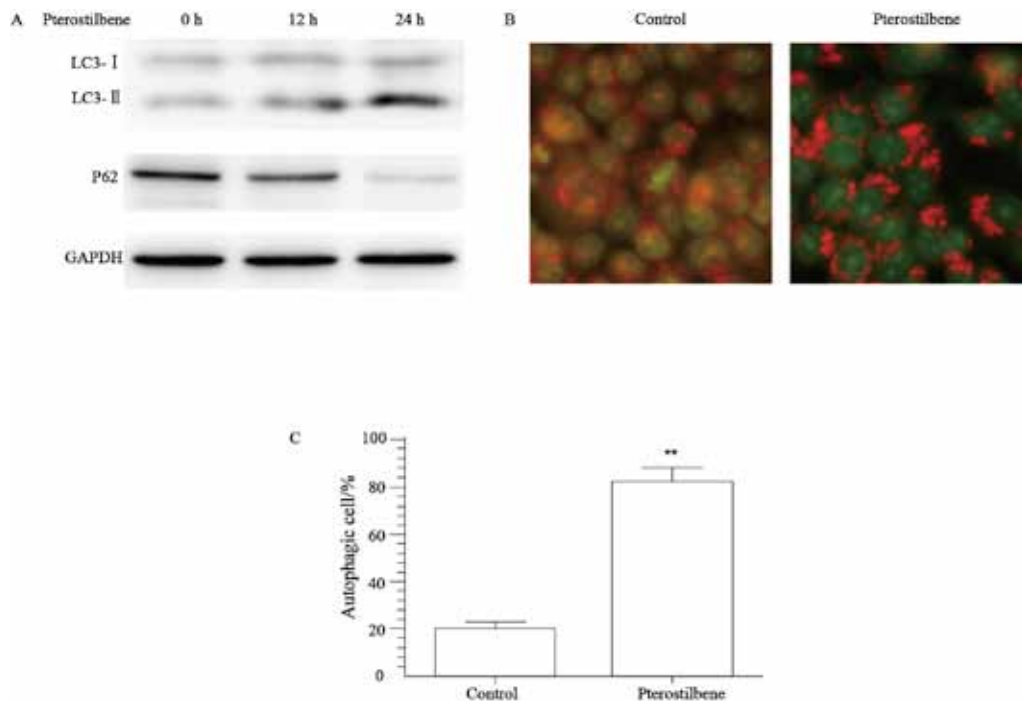 A Pterostilbene 0 h 12 h 24 h
LC3-Ⅰ
LC3-Ⅱ
P62
GAPDH
B Control Pterostilbene
C
Autophagic cell/%
100
80
60
40
20
0
**
Control Pterostilbene